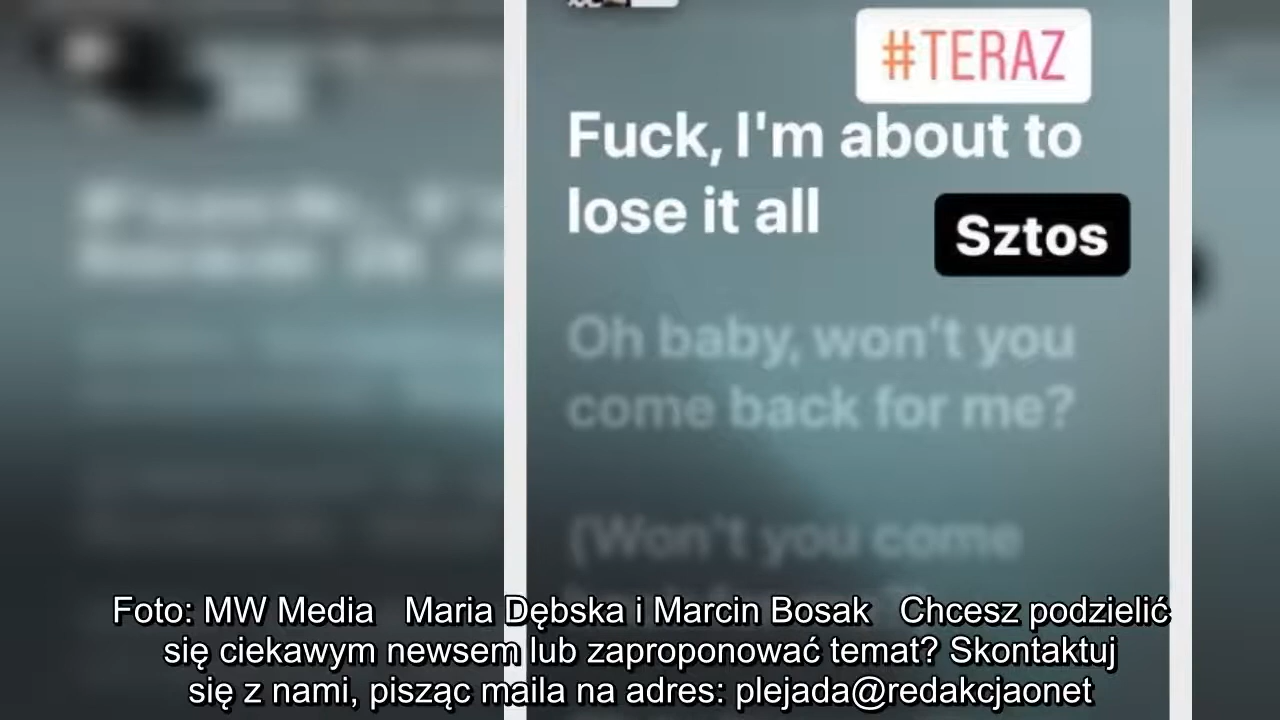 #TERAZ
Fuck, I'm about to
lose it all
Sztos
Oh baby, won't you
come back for me?
(Won't you come
Foto: MW Media Maria Dębska i Marcin Bosak Chcesz podzielić
się ciekawym newsem lub zaproponować temat? Skontaktuj
się z nami, pisząc maila na adres: plejada@redakcjaonet